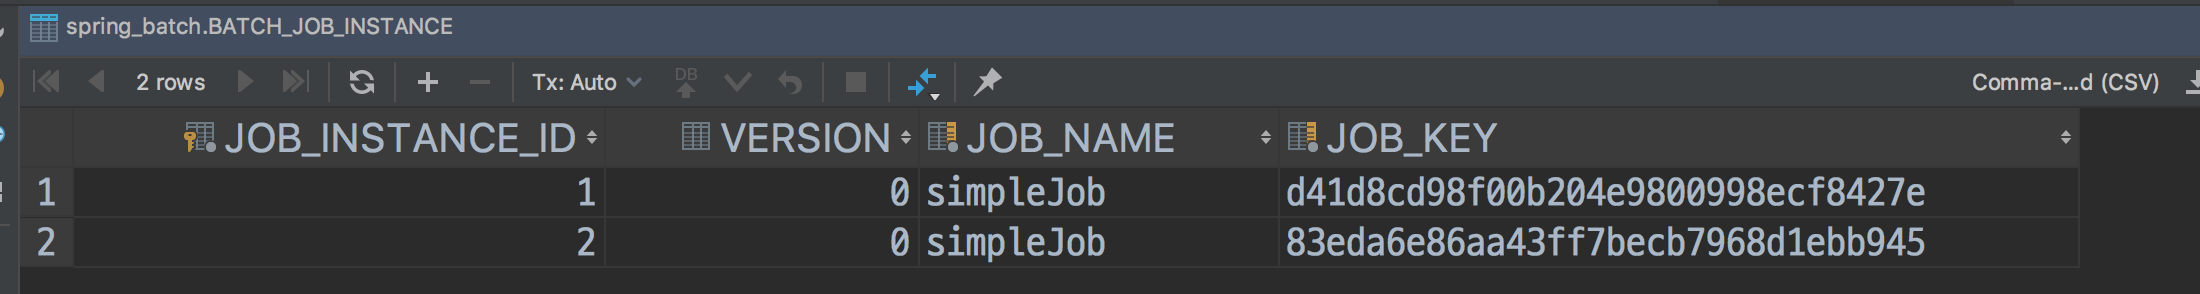 spring_batch.BATCH_JOB_INSTANCE
2 rows Tx: Auto DB Comma-...d (CSV)
JOB_INSTANCE_ID VERSION JOB_NAME JOB_KEY
1 1 0 simpleJob d41d8cd98f00b204e9800998ecf8427e
2 2 0 simpleJob 83eda6e86aa43ff7becb7968d1ebb945